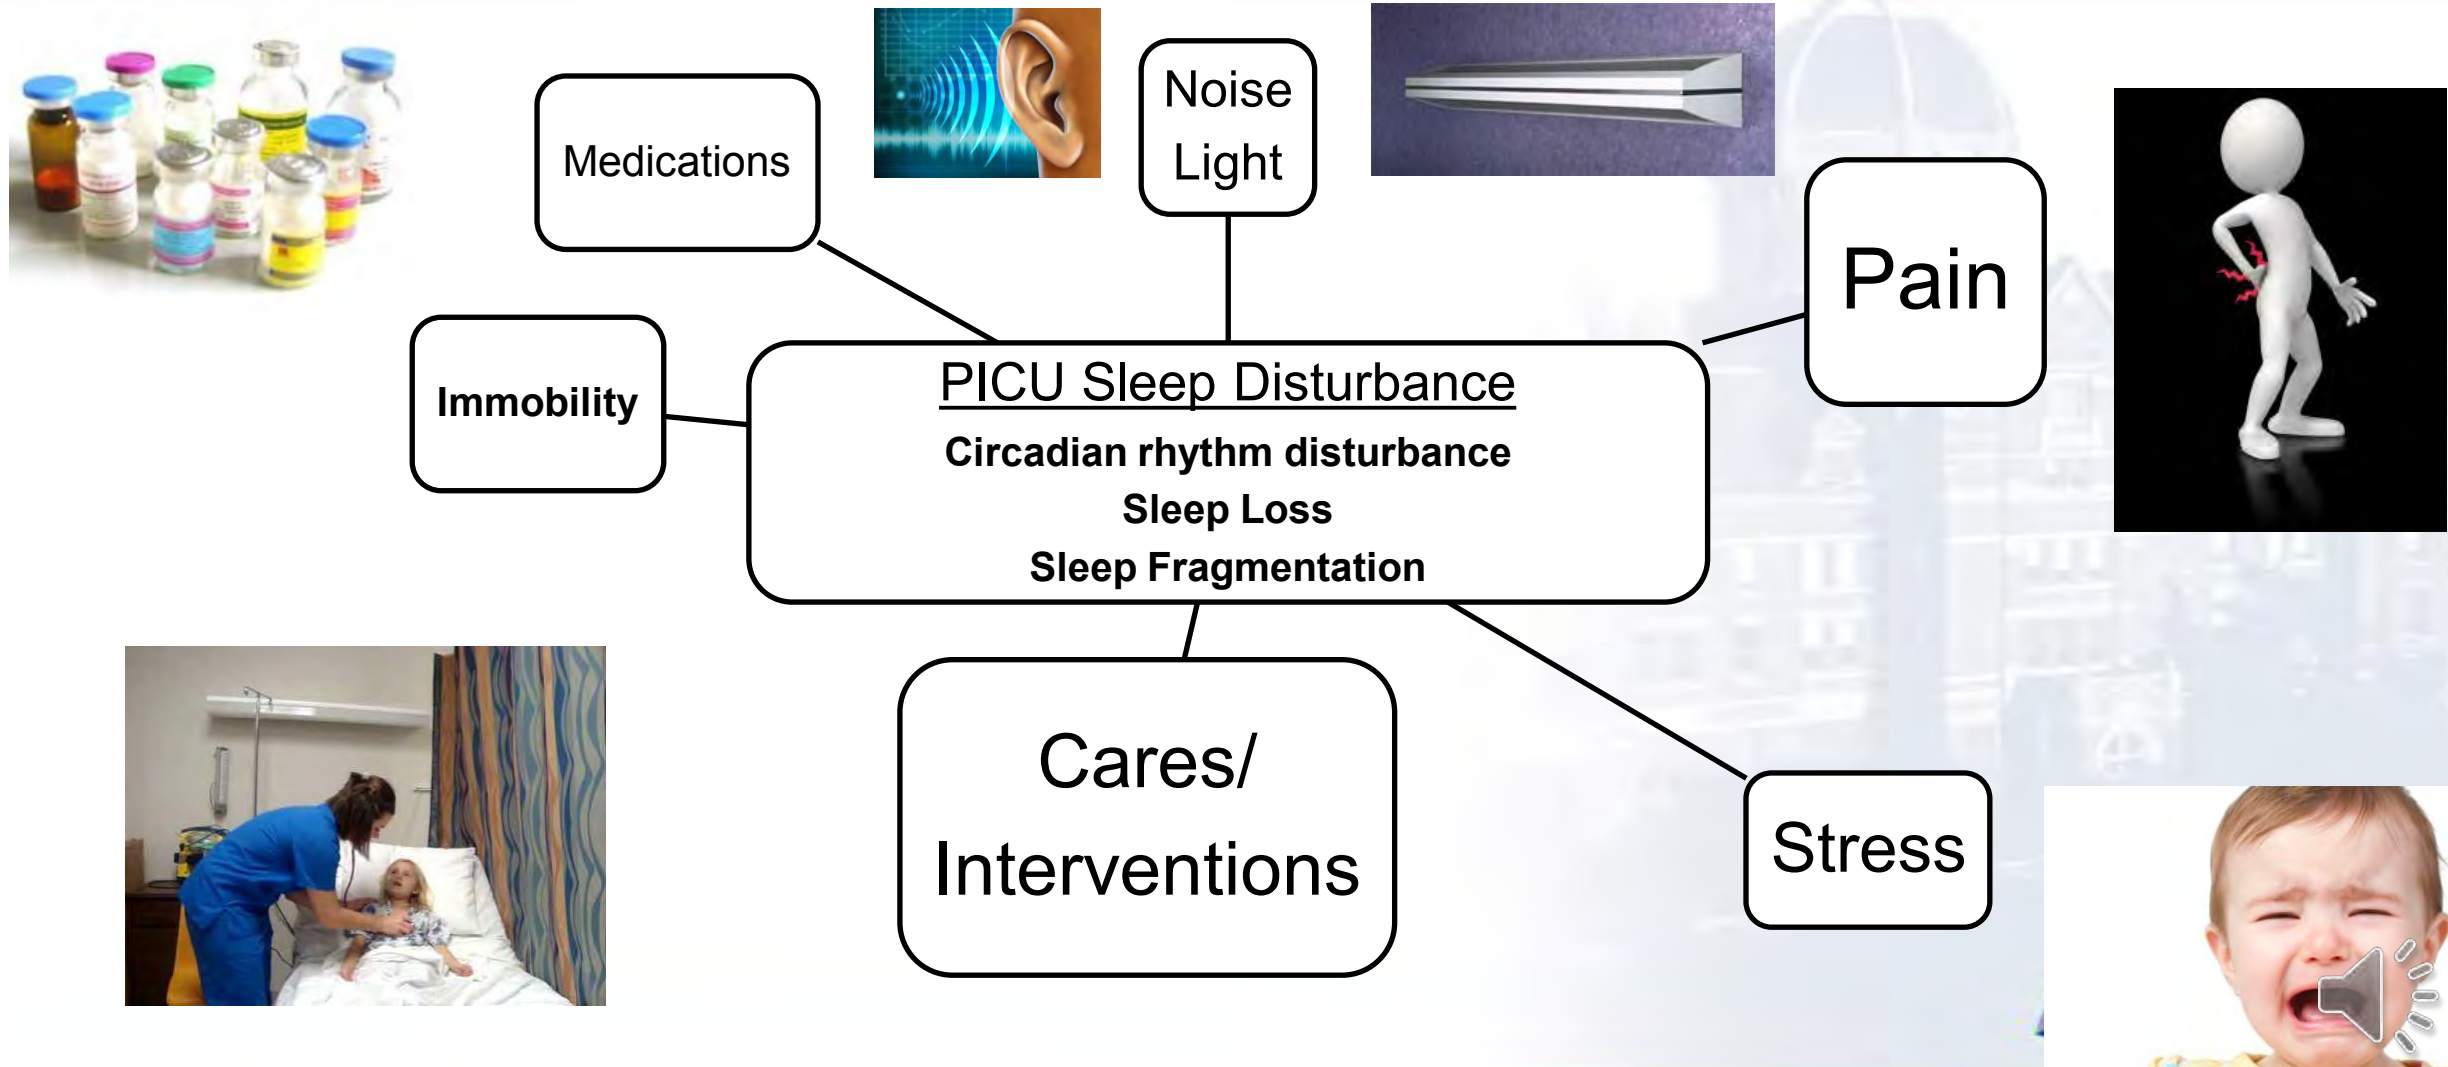 Medications
Noise
Light
Pain
Immobility
PICU Sleep Disturbance
Circadian rhythm disturbance
Sleep Loss
Sleep Fragmentation
Cares/
Interventions
Stress